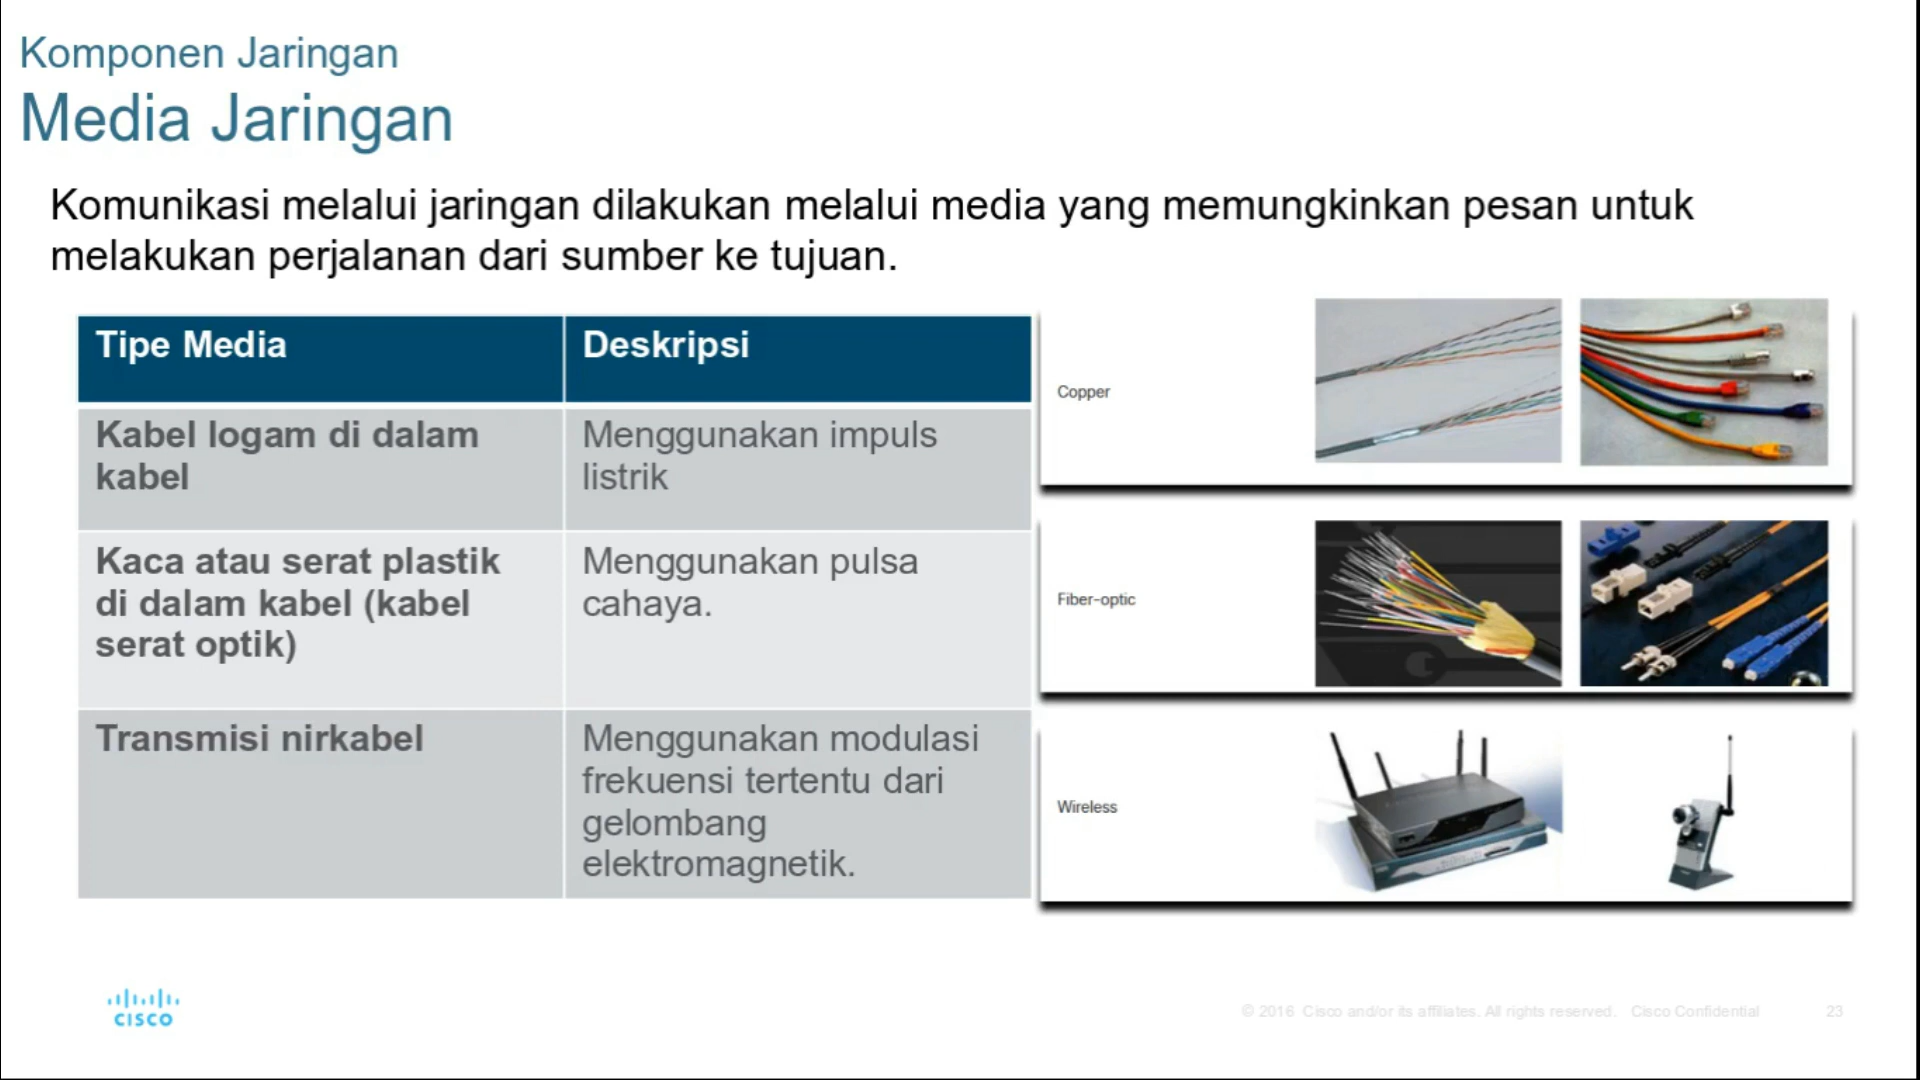 Komponen Jaringan
Media Jaringan
Komunikasi melalui jaringan dilakukan melalui media yang memungkinkan pesan untuk
melakukan perjalanan dari sumber ke tujuan.
Tipe Media
Deskripsi
Kabel logam di dalam
kabel
Menggunakan impuls
listrik
Kaca atau serat plastik
di dalam kabel (kabel
serat optik)
Menggunakan pulsa
cahaya.
Transmisi nirkabel
Menggunakan modulasi
frekuensi tertentu dari
gelombang
elektromagnetik.
Copper
Fiber-optic
Wireless
CISCO
© 2016 Cisco and/or its affiliates. All rights reserved. Cisco Confidential
23